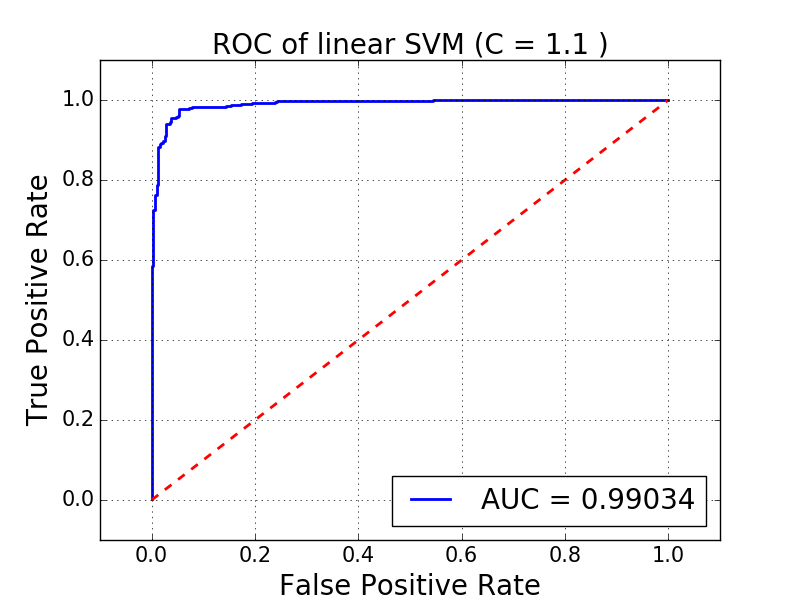 ROC of linear SVM (C = 1.1 )
True Positive Rate
1.0
0.8
0.6
0.4
0.2
0.0
AUC = 0.99034
0.0 0.2 0.4 0.6 0.8 1.0
False Positive Rate